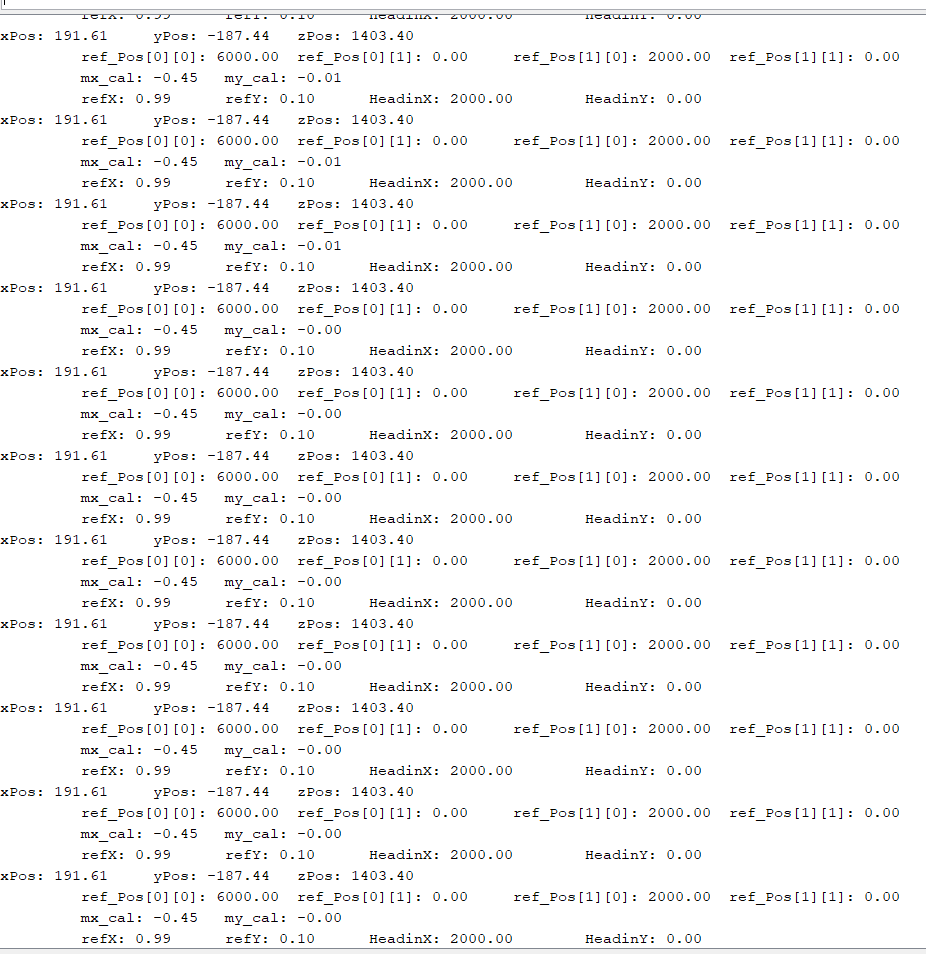 refX: 0.99 refY: 0.10 HeadinX: 2000.00 HeadinY: 0.00
xPos: 191.61 yPos: -187.44 zPos: 1403.40
ref_Pos[0][0]: 6000.00 ref_Pos[0][1]: 0.00 ref_Pos[1][0]: 2000.00 ref_Pos[1][1]: 0.00
mx_cal: -0.45 my_cal: -0.01
refX: 0.99 refY: 0.10 HeadinX: 2000.00 HeadinY: 0.00
xPos: 191.61 yPos: -187.44 zPos: 1403.40
ref_Pos[0][0]: 6000.00 ref_Pos[0][1]: 0.00 ref_Pos[1][0]: 2000.00 ref_Pos[1][1]: 0.00
mx_cal: -0.45 my_cal: -0.01
refX: 0.99 refY: 0.10 HeadinX: 2000.00 HeadinY: 0.00
xPos: 191.61 yPos: -187.44 zPos: 1403.40
ref_Pos[0][0]: 6000.00 ref_Pos[0][1]: 0.00 ref_Pos[1][0]: 2000.00 ref_Pos[1][1]: 0.00
mx_cal: -0.45 my_cal: -0.01
refX: 0.99 refY: 0.10 HeadinX: 2000.00 HeadinY: 0.00
xPos: 191.61 yPos: -187.44 zPos: 1403.40
ref_Pos[0][0]: 6000.00 ref_Pos[0][1]: 0.00 ref_Pos[1][0]: 2000.00 ref_Pos[1][1]: 0.00
mx_cal: -0.45 my_cal: -0.00
refX: 0.99 refY: 0.10 HeadinX: 2000.00 HeadinY: 0.00
xPos: 191.61 yPos: -187.44 zPos: 1403.40
ref_Pos[0][0]: 6000.00 ref_Pos[0][1]: 0.00 ref_Pos[1][0]: 2000.00 ref_Pos[1][1]: 0.00
mx_cal: -0.45 my_cal: -0.00
refX: 0.99 refY: 0.10 HeadinX: 2000.00 HeadinY: 0.00
xPos: 191.61 yPos: -187.44 zPos: 1403.40
ref_Pos[0][0]: 6000.00 ref_Pos[0][1]: 0.00 ref_Pos[1][0]: 2000.00 ref_Pos[1][1]: 0.00
mx_cal: -0.45 my_cal: -0.00
refX: 0.99 refY: 0.10 HeadinX: 2000.00 HeadinY: 0.00
xPos: 191.61 yPos: -187.44 zPos: 1403.40
ref_Pos[0][0]: 6000.00 ref_Pos[0][1]: 0.00 ref_Pos[1][0]: 2000.00 ref_Pos[1][1]: 0.00
mx_cal: -0.45 my_cal: -0.00
refX: 0.99 refY: 0.10 HeadinX: 2000.00 HeadinY: 0.00
xPos: 191.61 yPos: -187.44 zPos: 1403.40
ref_Pos[0][0]: 6000.00 ref_Pos[0][1]: 0.00 ref_Pos[1][0]: 2000.00 ref_Pos[1][1]: 0.00
mx_cal: -0.45 my_cal: -0.00
refX: 0.99 refY: 0.10 HeadinX: 2000.00 HeadinY: 0.00
xPos: 191.61 yPos: -187.44 zPos: 1403.40
ref_Pos[0][0]: 6000.00 ref_Pos[0][1]: 0.00 ref_Pos[1][0]: 2000.00 ref_Pos[1][1]: 0.00
mx_cal: -0.45 my_cal: -0.00
refX: 0.99 refY: 0.10 HeadinX: 2000.00 HeadinY: 0.00
xPos: 191.61 yPos: -187.44 zPos: 1403.40
ref_Pos[0][0]: 6000.00 ref_Pos[0][1]: 0.00 ref_Pos[1][0]: 2000.00 ref_Pos[1][1]: 0.00
mx_cal: -0.45 my_cal: -0.00
refX: 0.99 refY: 0.10 HeadinX: 2000.00 HeadinY: 0.00
xPos: 191.61 yPos: -187.44 zPos: 1403.40
ref_Pos[0][0]: 6000.00 ref_Pos[0][1]: 0.00 ref_Pos[1][0]: 2000.00 ref_Pos[1][1]: 0.00
mx_cal: -0.45 my_cal: -0.00
refX: 0.99 refY: 0.10 HeadinX: 2000.00 HeadinY: 0.00